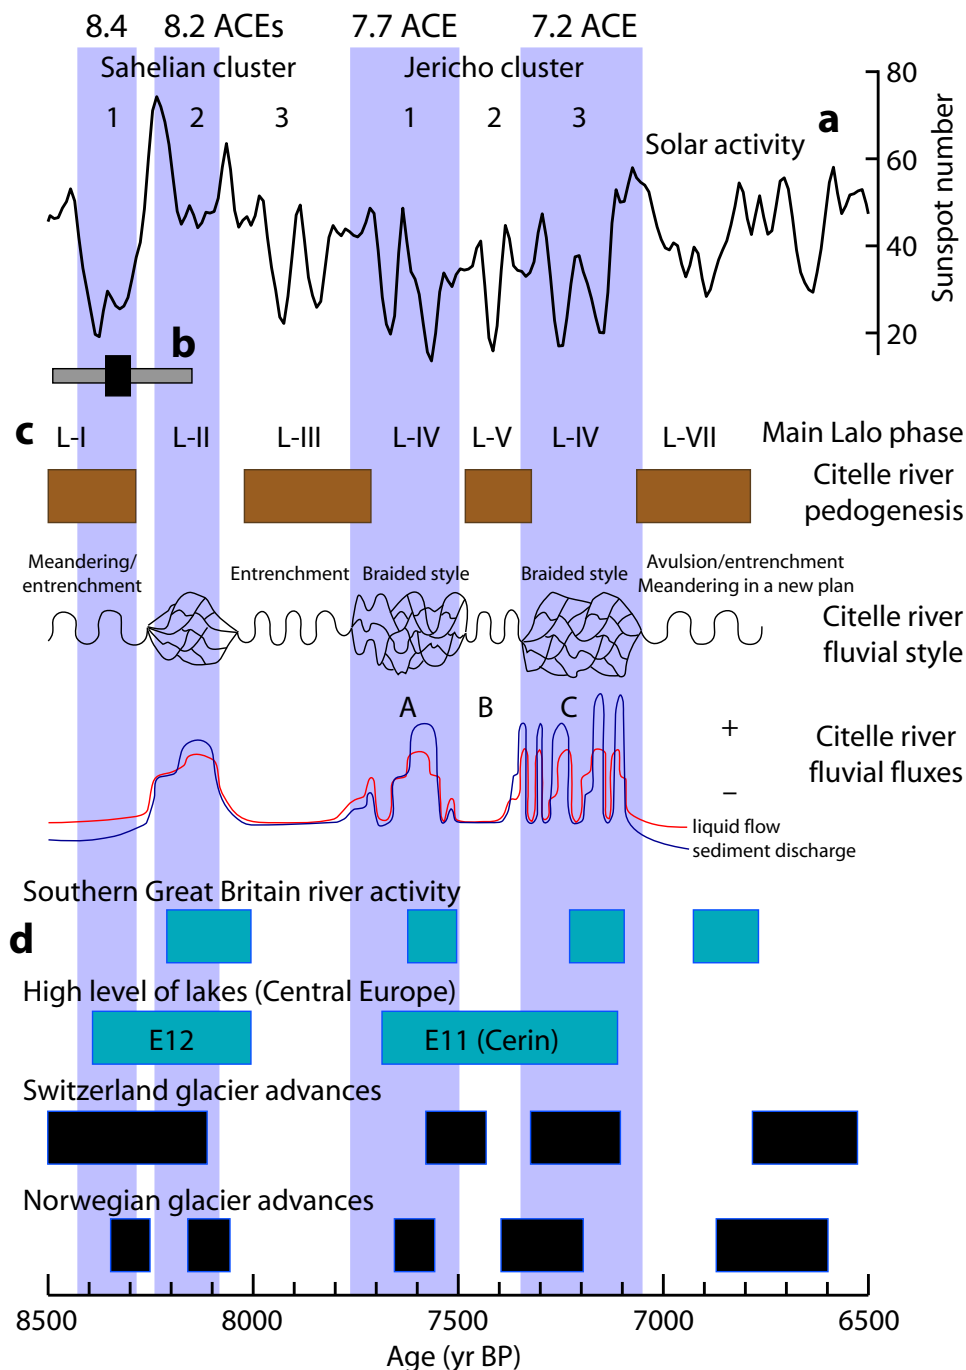 8.4 8.2 ACEs 7.7 ACE 7.2 ACE
Sahelian cluster Jericho cluster
1 2 3 1 2 3
a
Solar activity
80
60
40
20
Sunspot number
b
c
L-I L-II L-III L-IV L-V L-IV L-VII
Main Lalo phase
Citelle river
pedogenesis
Meandering/
entrenchment
Entrenchment
Braided style
Braided style
Avulsion/entrenchment
Meandering in a new plan
Citelle river
fluvial style
A B C
+
–
Citelle river
fluvial fluxes
liquid flow
sediment discharge
Southern Great Britain river activity
d
High level of lakes (Central Europe)
E12 E11 (Cerin)
Switzerland glacier advances
Norwegian glacier advances
8500 8000 7500 7000 6500
Age (yr BP)